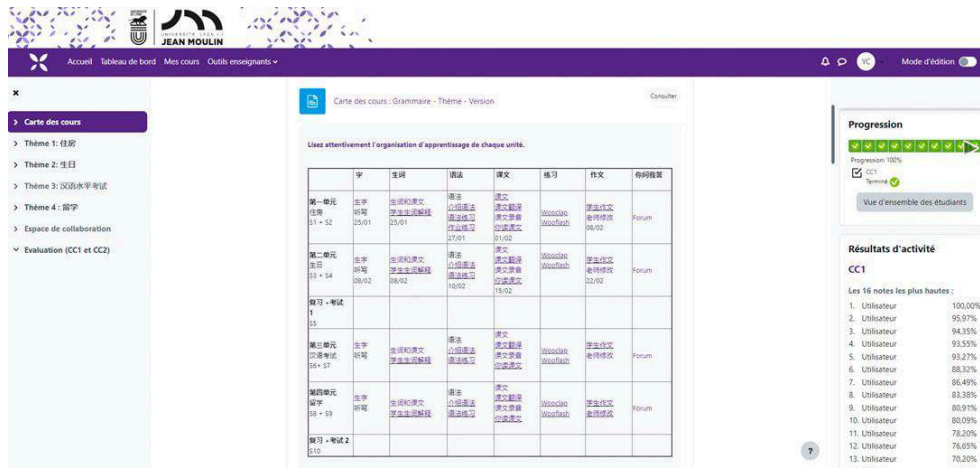 UNIVERSITÉ LYON III
JEAN MOULIN
Accueil Tableau de bord Mes cours Outils enseignants
YC
Mode d'édition
Carte des cours
Thème 1: 住房
Thème 2: 生日
Thème 3: 汉语水平考试
Thème 4 : 留学
Espace de collaboration
Evaluation (CC1 et CC2)
Carte des cours : Grammaire - Thème - Version
Consulter
Lisez attentivement l'organisation d'apprentissage de chaque unité.
字 生词 语法 课文 练习 作文 你问我答
第一单元
住房
S1 + S2
生字
听写
25/01
生词和课文
学生生词解释
25/01
语法
介绍语法
语法练习
作业练习
27/01
课文
课文翻译
课文录音
你读课文
01/02
Wooclap
Wooflash
学生作文
老师修改
08/02
Forum
第二单元
生日
S3 + S4
生字
听写
08/02
生词和课文
学生生词解释
08/02
语法
介绍语法
语法练习
10/02
课文
课文翻译
课文录音
你读课文
15/02
Wooclap
Wooflash
学生作文
老师修改
22/02
Forum
复习 + 考试
1
S5
第三单元
汉语考试
S6+ S7
生字
听写
生词和课文
学生生词解释
语法
介绍语法
语法练习
课文
课文翻译
课文录音
你读课文
Wooclap
Wooflash
学生作文
老师修改
Forum
第四单元
留学
S8 + S9
生字
听写
生词和课文
学生生词解释
语法
介绍语法
语法练习
课文
课文翻译
课文录音
你读课文
Wooclap
Wooflash
学生作文
老师修改
Forum
复习 + 考试 2
S10
Progression
Progression: 100%
CC1
Terminé
Vue d'ensemble des étudiants
Résultats d'activité
CC1
Les 16 notes les plus hautes :
1. Utilisateur 100,00%
2. Utilisateur 95,97%
3. Utilisateur 94,35%
4. Utilisateur 93,55%
5. Utilisateur 93,27%
6. Utilisateur 88,32%
7. Utilisateur 86,49%
8. Utilisateur 83,38%
9. Utilisateur 80,91%
10. Utilisateur 80,09%
11. Utilisateur 78,20%
12. Utilisateur 76,65%
13. Utilisateur 70,20%
?